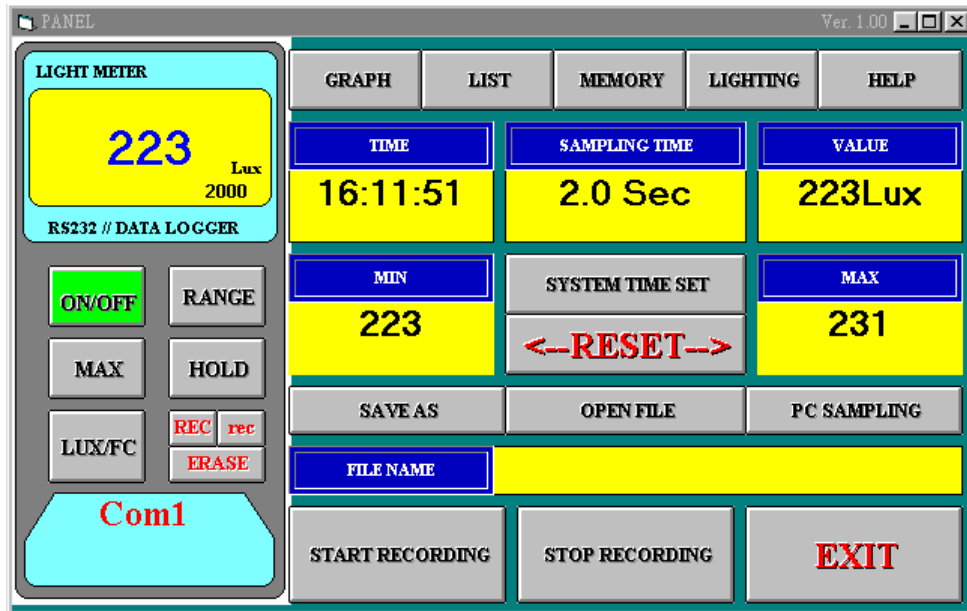 PANEL Ver. 1.00
LIGHT METER
223
Lux
2000
RS232 // DATA LOGGER
ON/OFF RANGE
MAX HOLD
LUX/FC REC rec
ERASE
Com1
GRAPH LIST MEMORY LIGHTING HELP
TIME SAMPLING TIME VALUE
16:11:51 2.0 Sec 223Lux
MIN SYSTEM TIME SET MAX
223 <--RESET--> 231
SAVE AS OPEN FILE PC SAMPLING
FILE NAME
START RECORDING STOP RECORDING EXIT